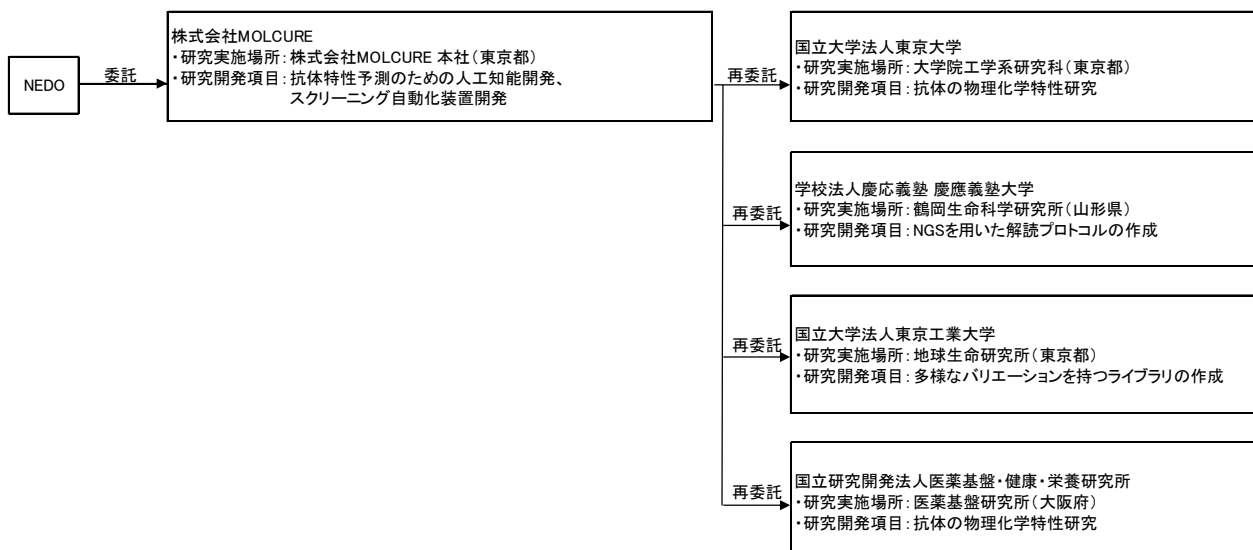 NEDO
委託
株式会社MOLCURE
・研究実施場所：株式会社MOLCURE 本社（東京都）
・研究開発項目：抗体特性予測のための人工知能開発、
スクリーニング自動化装置開発
再委託
国立大学法人東京大学
・研究実施場所：大学院工学系研究科（東京都）
・研究開発項目：抗体の物理化学特性研究
再委託
学校法人慶応義塾 慶應義塾大学
・研究実施場所：鶴岡生命科学研究所（山形県）
・研究開発項目：NGSを用いた解読プロトコルの作成
再委託
国立大学法人東京工業大学
・研究実施場所：地球生命研究所（東京都）
・研究開発項目：多様なバリエーションを持つライブラリの作成
再委託
国立研究開発法人医薬基盤・健康・栄養研究所
・研究実施場所：医薬基盤研究所（大阪府）
・研究開発項目：抗体の物理化学特性研究